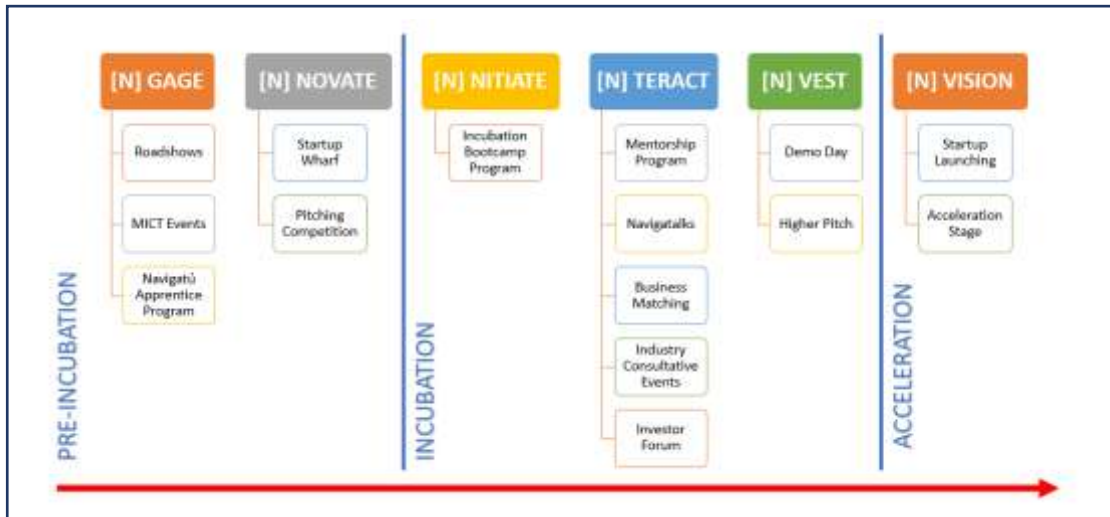 [N] GAGE
Roadshows
MICT Events
Navigatú
Apprentice
Program
[N] NOVATE
Startup
Wharf
Pitching
Competition
PRE-INCUBATION
[N] NITIATE
Incubation
Bootcamp
Program
[N] TERACT
Mentorship
Program
Navigatalks
Business
Matching
Industry
Consultative
Events
Investor
Forum
[N] VEST
Demo Day
Higher Pitch
INCUBATION
[N] VISION
Startup
Launching
Acceleration
Stage
ACCELERATION